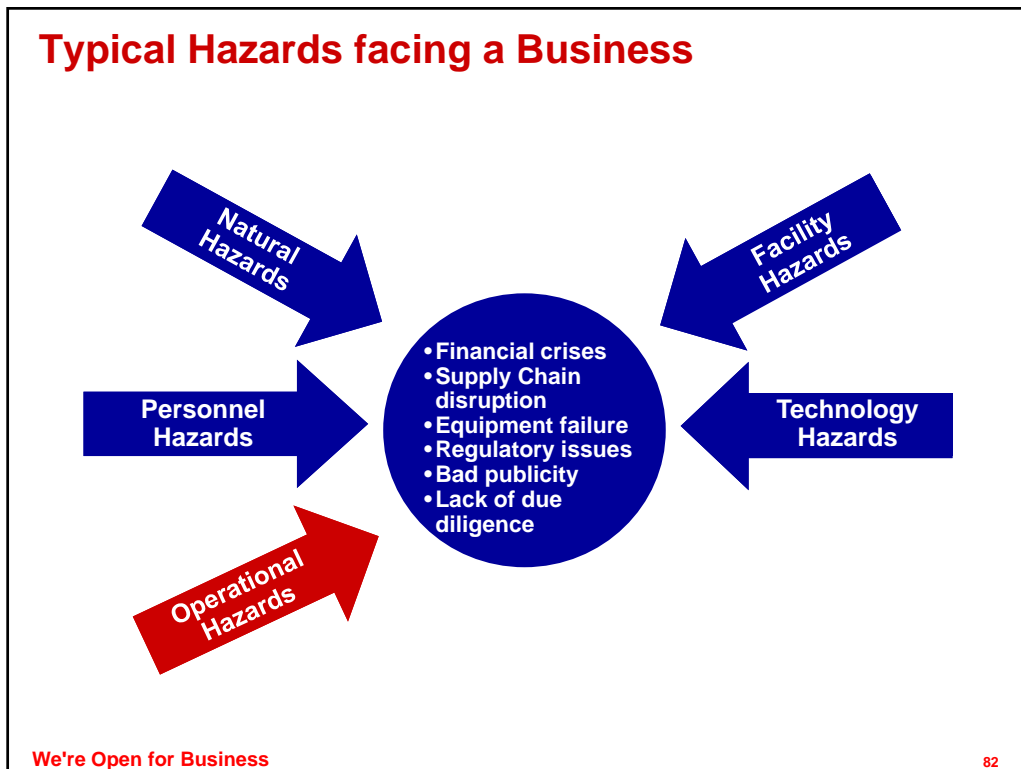 Typical Hazards facing a Business
Natural
Hazards
Facility
Hazards
•Financial crises
•Supply Chain
disruption
•Equipment failure
•Regulatory issues
•Bad publicity
•Lack of due
diligence
Personnel
Hazards
Technology
Hazards
Operational
Hazards
We're Open for Business
82